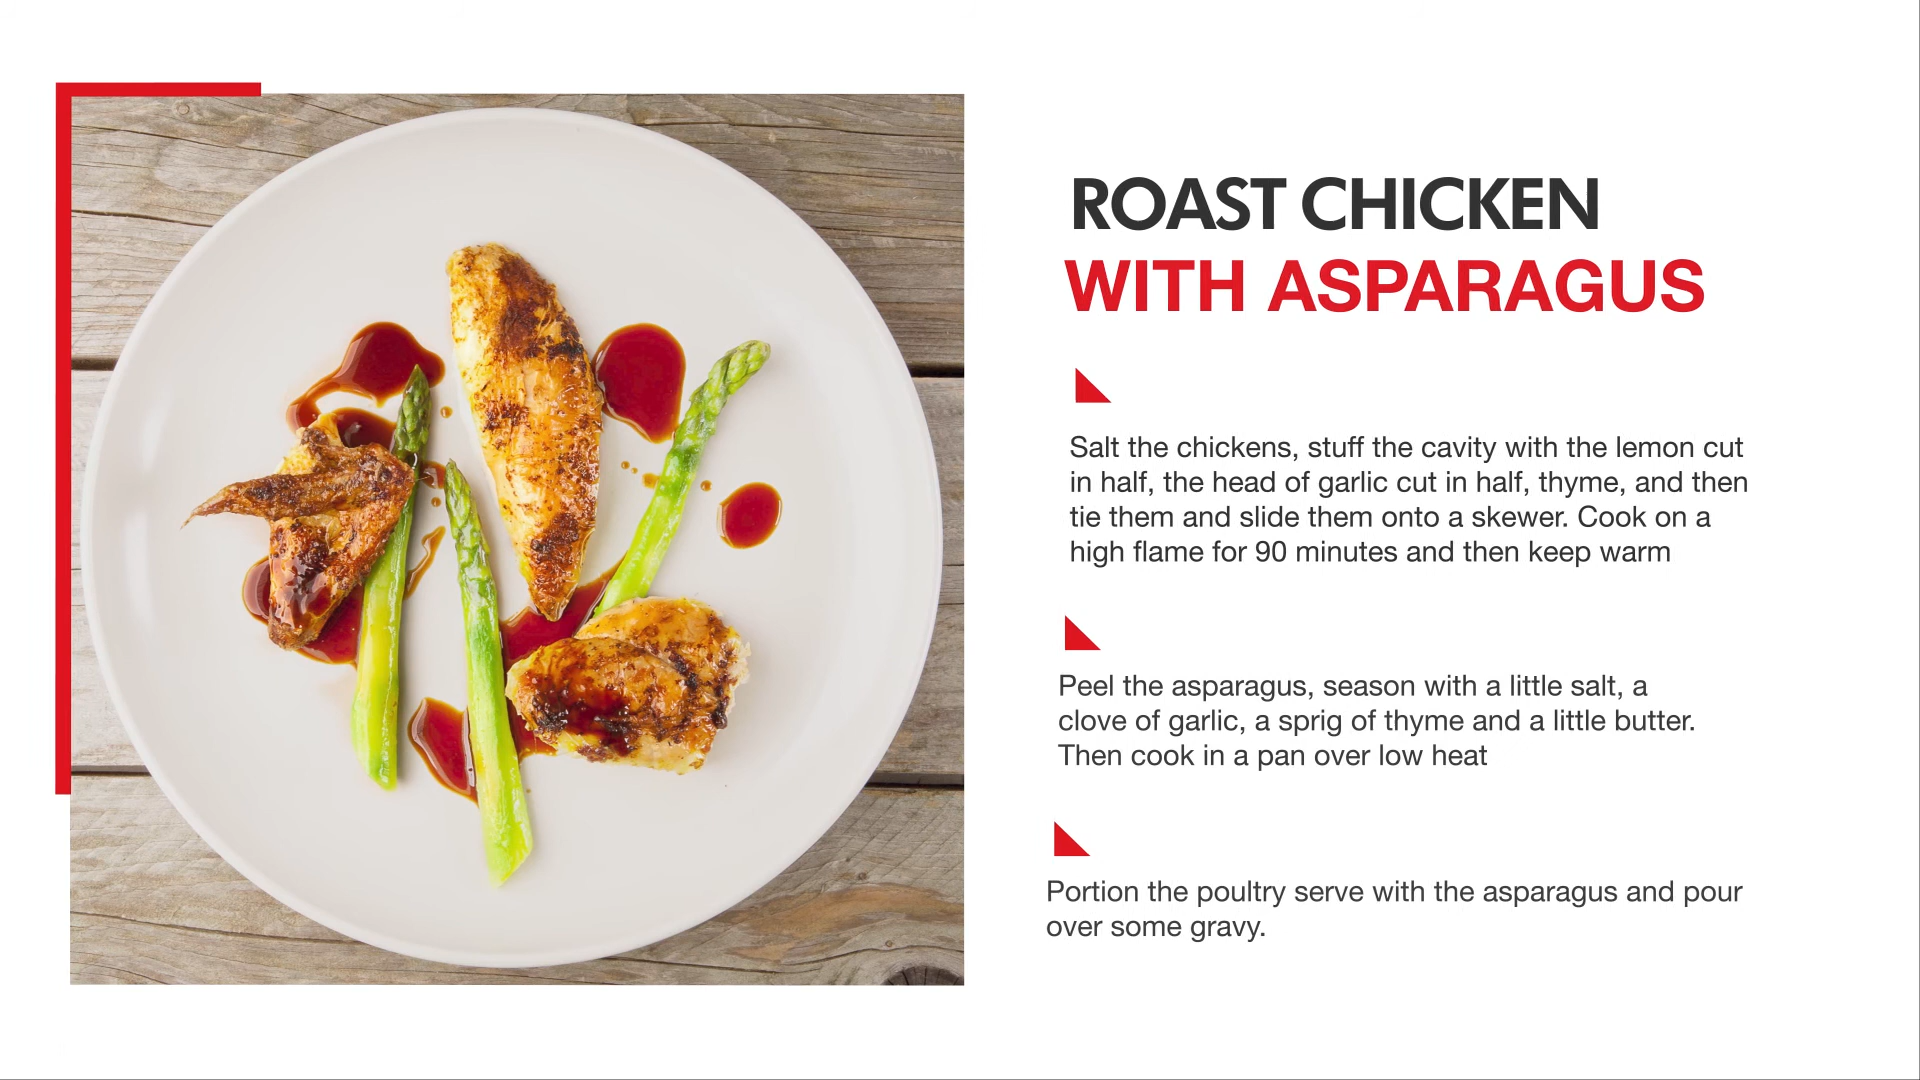 ROAST CHICKEN
WITH ASPARAGUS
Salt the chickens, stuff the cavity with the lemon cut
in half, the head of garlic cut in half, thyme, and then
tie them and slide them onto a skewer. Cook on a
high flame for 90 minutes and then keep warm
Peel the asparagus, season with a little salt, a
clove of garlic, a sprig of thyme and a little butter.
Then cook in a pan over low heat
Portion the poultry serve with the asparagus and pour
over some gravy.